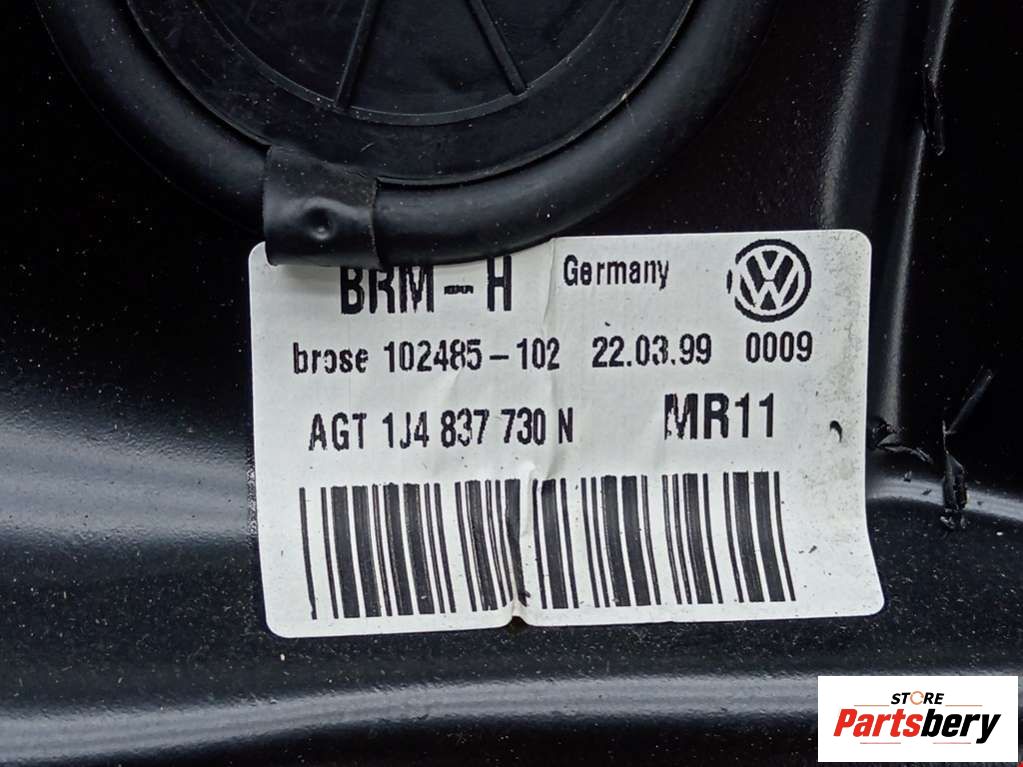 BRM-H Germany
brose 102485-102 22.03.99 0009
AGT 1J4 837 730 N MR11
STORE
Partsbery